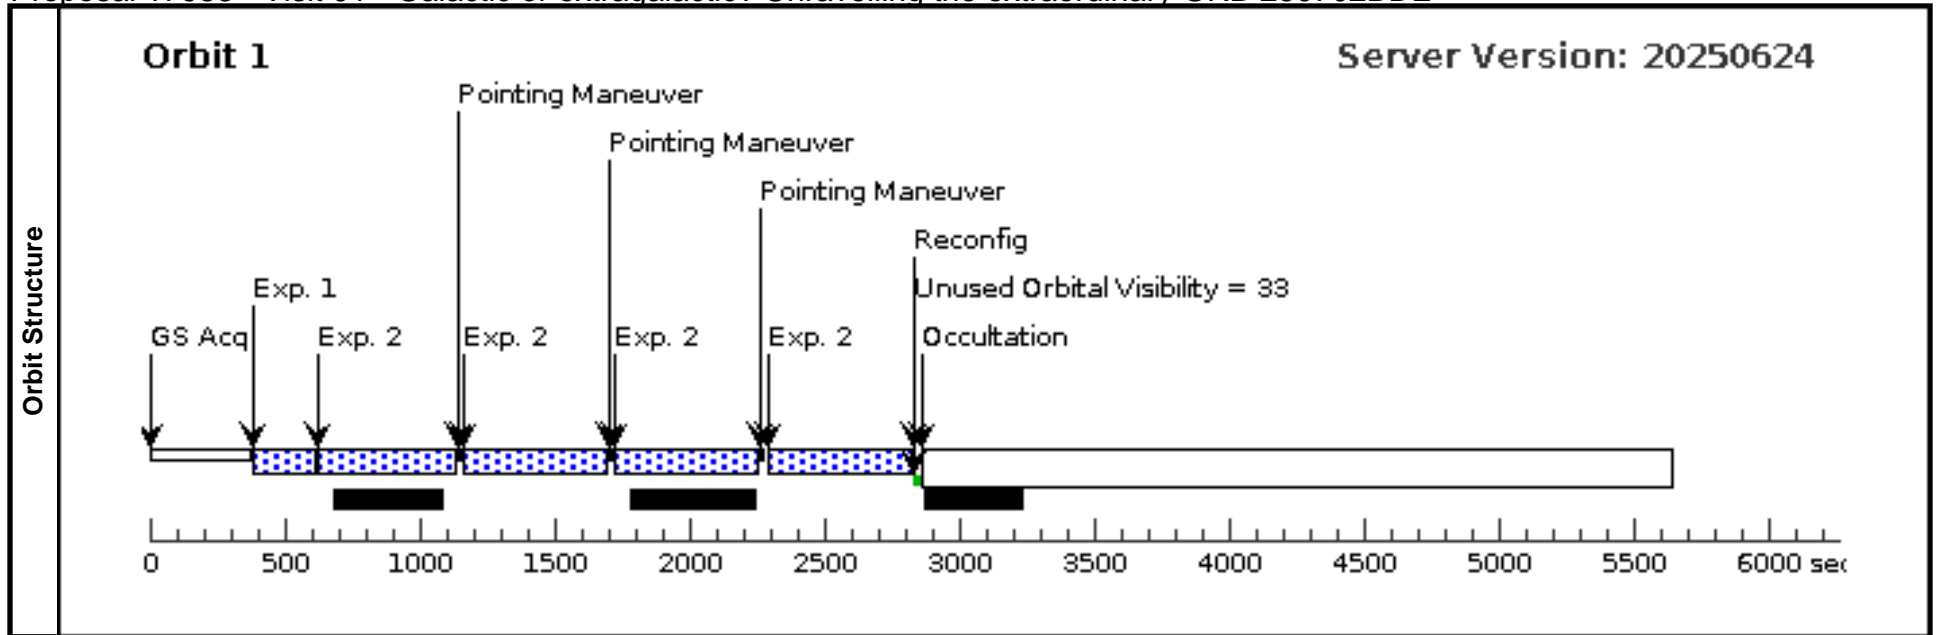 Orbit 1
Server Version: 20250624
Pointing Maneuver
Pointing Maneuver
Pointing Maneuver
Reconfig
Exp. 1
Unused Orbital Visibility = 33
GS Acq
Exp. 2
Exp. 2
Exp. 2
Exp. 2
Occultation
Orbit Structure
0 500 1000 1500 2000 2500 3000 3500 4000 4500 5000 5500 6000 sec